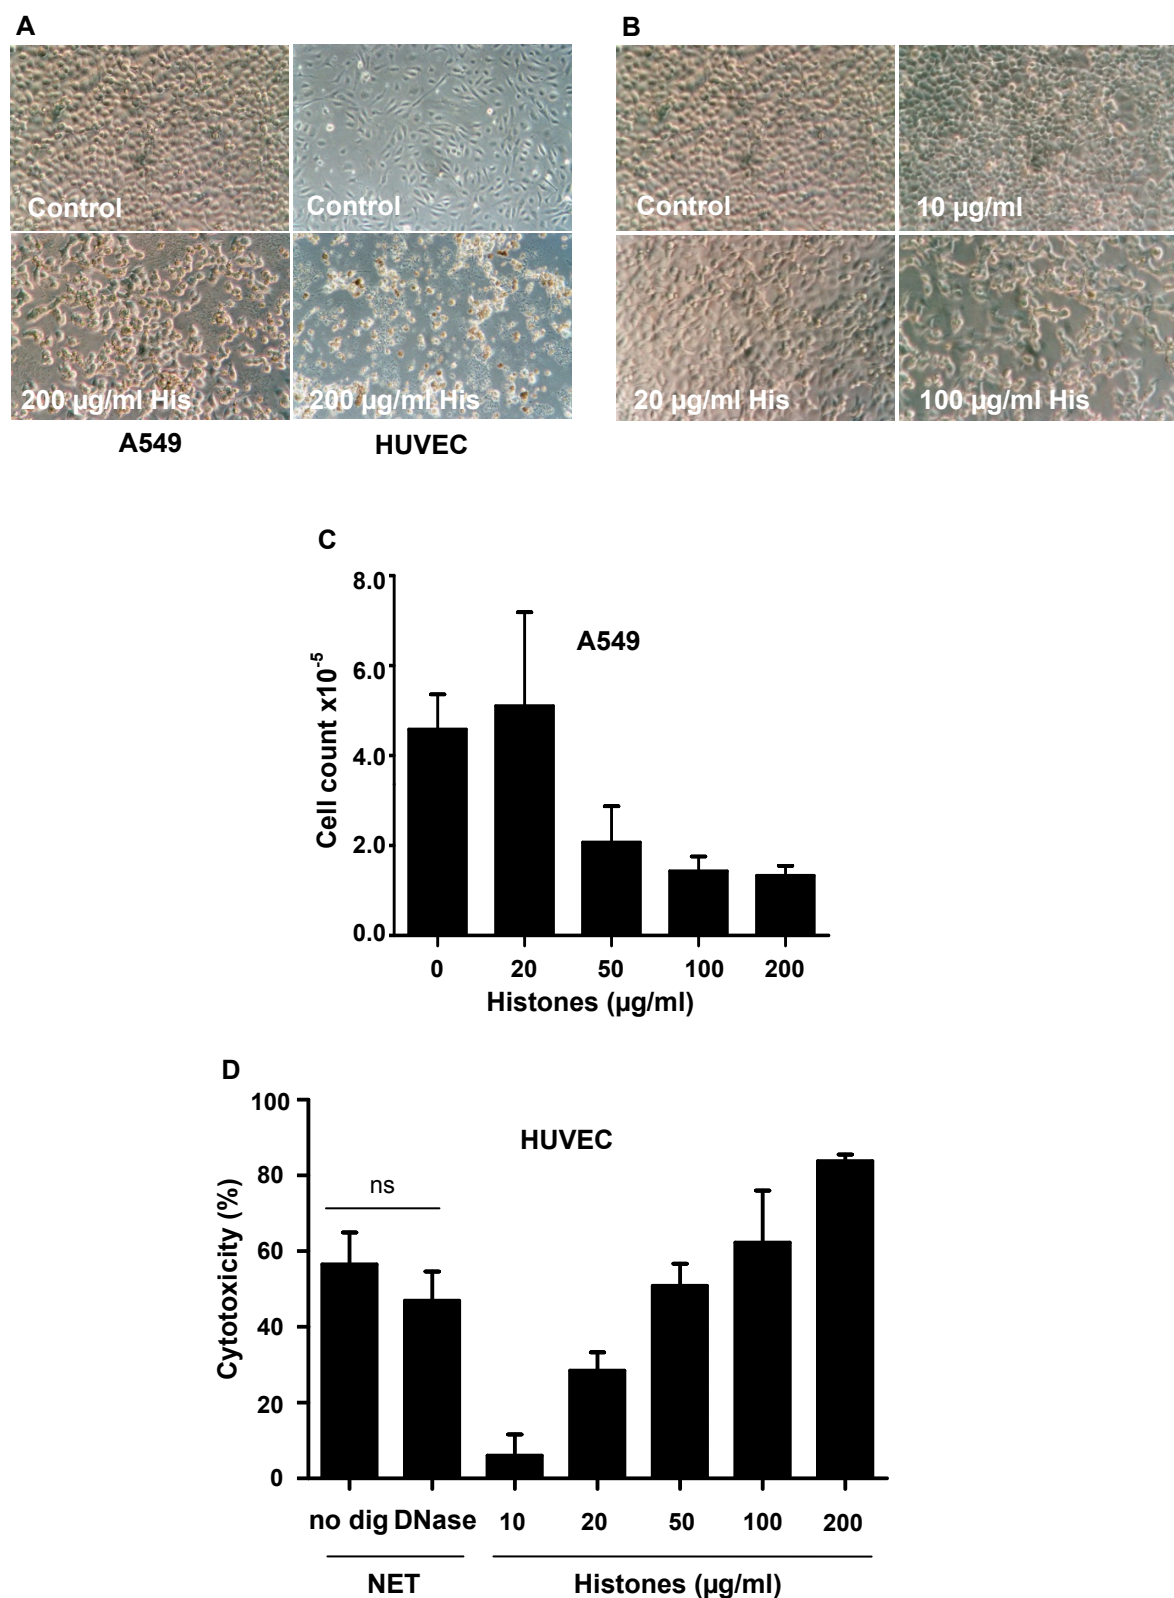 A
B
Control
Control
Control
10 µg/ml
200 µg/ml His
200 µg/ml His
20 µg/ml His
100 µg/ml His
A549
HUVEC
C
8.0
6.0
4.0
2.0
0.0
Cell count x10⁻⁵
A549
0 20 50 100 200
Histones (µg/ml)
D
100
80
60
40
20
0
Cytotoxicity (%)
HUVEC
ns
no dig DNase 10 20 50 100 200
NET
Histones (µg/ml)